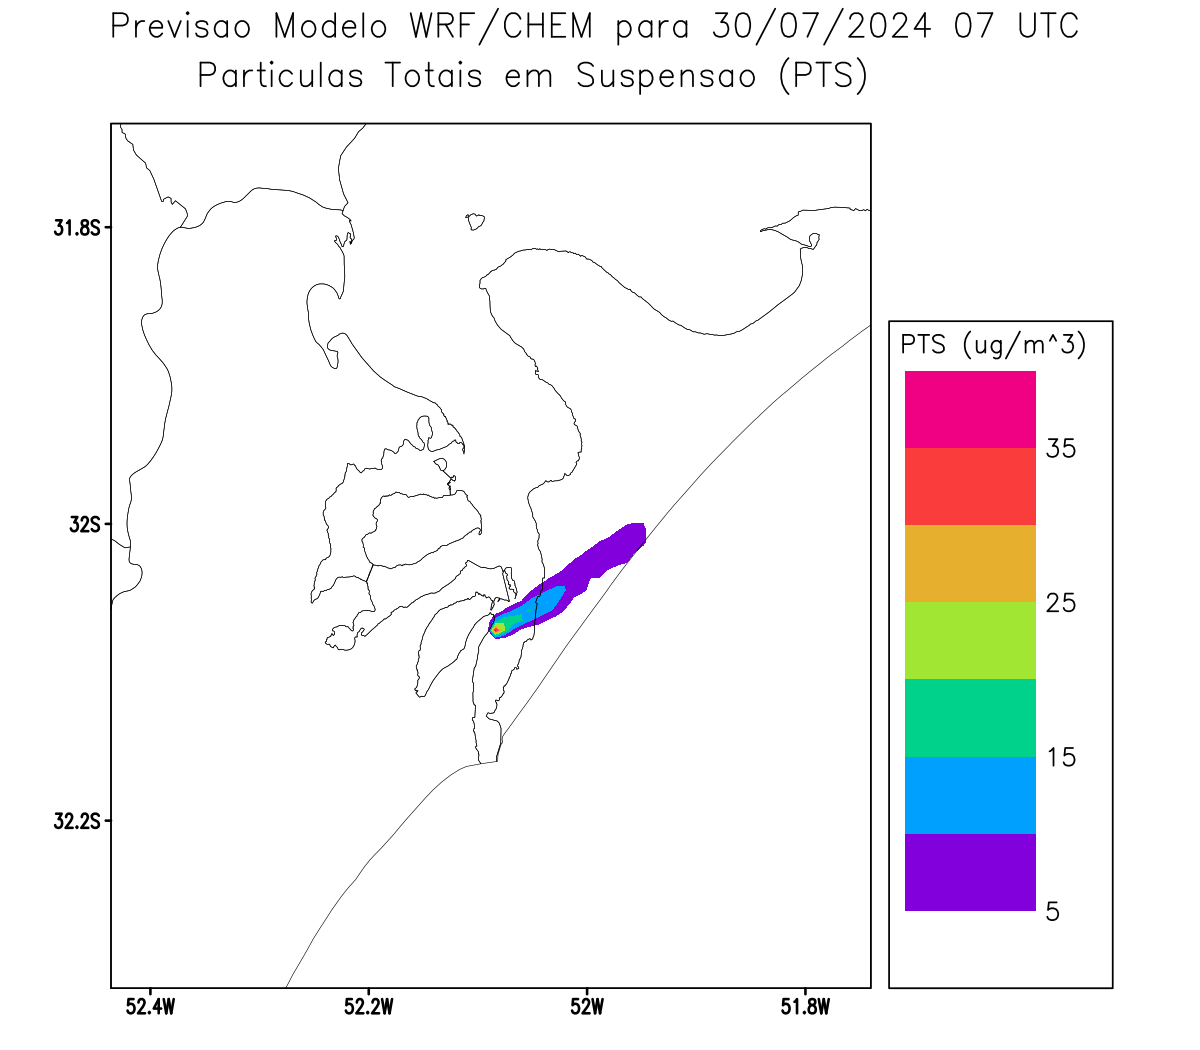 Previsao Modelo WRF/CHEM para 30/07/2024 07 UTC
Particulas Totais em Suspensao (PTS)
31.8S
32S
32.2S
52.4W
52.2W
52W
51.8W
PTS (ug/m^3)
35
25
15
5